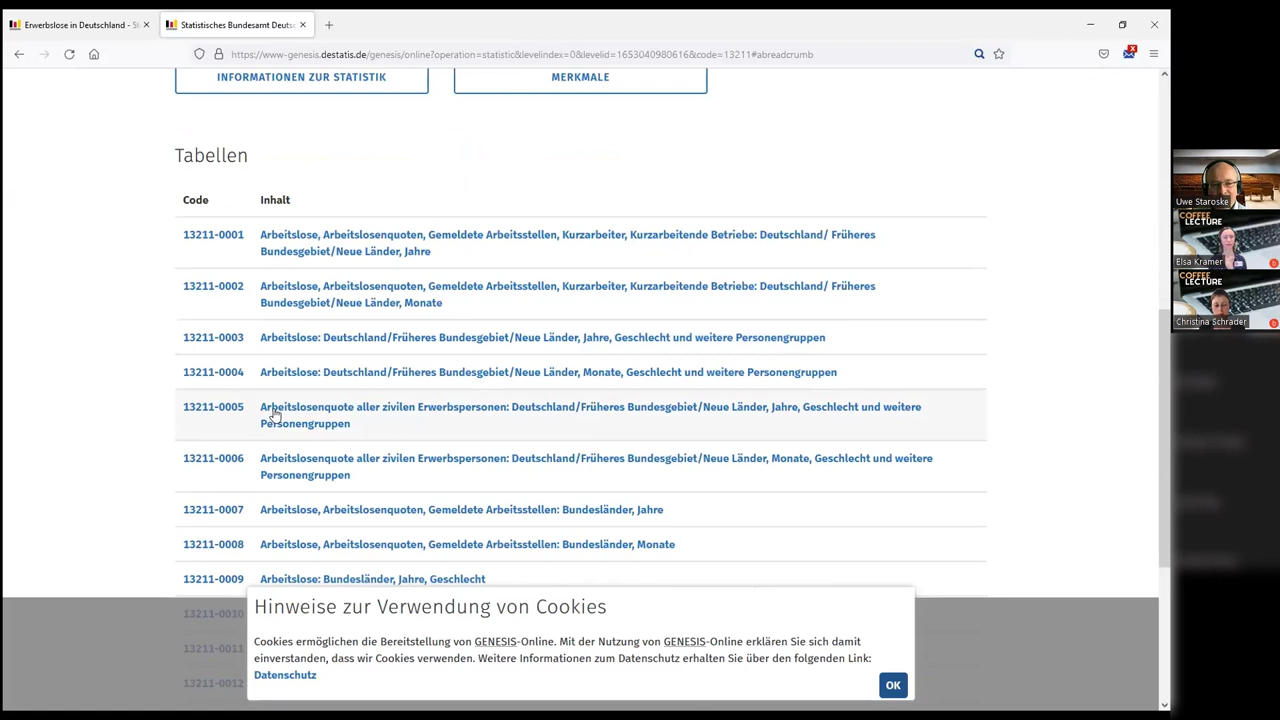 Erwerbslose in Deutschland - St
Statistisches Bundesamt Deuts
https://www-genesis.destatis.de/genesis/online?operation=statistic&levelindex=0&levelid=1653040980616&code=13211#abreadcrumb
INFORMATIONEN ZUR STATISTIK
MERKMALE
Tabellen
Code Inhalt
13211-0001 Arbeitslose, Arbeitslosenquoten, Gemeldete Arbeitsstellen, Kurzarbeiter, Kurzarbeitende Betriebe: Deutschland/ Früheres
Bundesgebiet/Neue Länder, Jahre
13211-0002 Arbeitslose, Arbeitslosenquoten, Gemeldete Arbeitsstellen, Kurzarbeiter, Kurzarbeitende Betriebe: Deutschland/ Früheres
Bundesgebiet/Neue Länder, Monate
13211-0003 Arbeitslose: Deutschland/Früheres Bundesgebiet/Neue Länder, Jahre, Geschlecht und weitere Personengruppen
13211-0004 Arbeitslose: Deutschland/Früheres Bundesgebiet/Neue Länder, Monate, Geschlecht und weitere Personengruppen
13211-0005 Arbeitslosenquote aller zivilen Erwerbspersonen: Deutschland/Früheres Bundesgebiet/Neue Länder, Jahre, Geschlecht und weitere
Personengruppen
13211-0006 Arbeitslosenquote aller zivilen Erwerbspersonen: Deutschland/Früheres Bundesgebiet/Neue Länder, Monate, Geschlecht und weitere
Personengruppen
13211-0007 Arbeitslose, Arbeitslosenquoten, Gemeldete Arbeitsstellen: Bundesländer, Jahre
13211-0008 Arbeitslose, Arbeitslosenquoten, Gemeldete Arbeitsstellen: Bundesländer, Monate
13211-0009 Arbeitslose: Bundesländer, Jahre, Geschlecht
13211-0010
13211-0011
13211-0012
Hinweise zur Verwendung von Cookies
Cookies ermöglichen die Bereitstellung von GENESIS-Online. Mit der Nutzung von GENESIS-Online erklären Sie sich damit
einverstanden, dass wir Cookies verwenden. Weitere Informationen zum Datenschutz erhalten Sie über den folgenden Link:
Datenschutz
OK
Uwe Staroske
COFFEE
LECTURE
Elsa Kramer
COFFEE
LECTURE
Christina Schrader